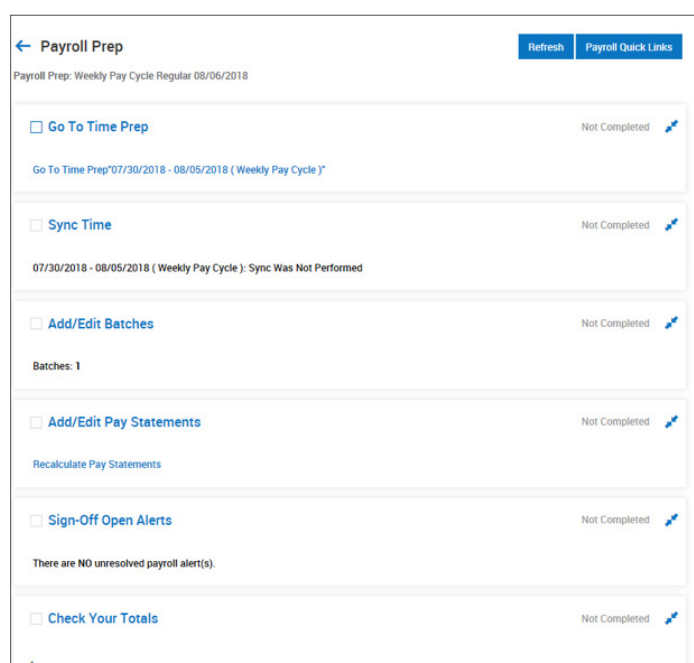 Payroll Prep
Refresh
Payroll Quick Links
Payroll Prep: Weekly Pay Cycle Regular 08/06/2018
Go To Time Prep
Not Completed
Go To Time Prep"07/30/2018 - 08/05/2018 ( Weekly Pay Cycle )"
Sync Time
Not Completed
07/30/2018 - 08/05/2018 ( Weekly Pay Cycle ): Sync Was Not Performed
Add/Edit Batches
Not Completed
Batches: 1
Add/Edit Pay Statements
Not Completed
Recalculate Pay Statements
Sign-Off Open Alerts
Not Completed
There are NO unresolved payroll alert(s).
Check Your Totals
Not Completed